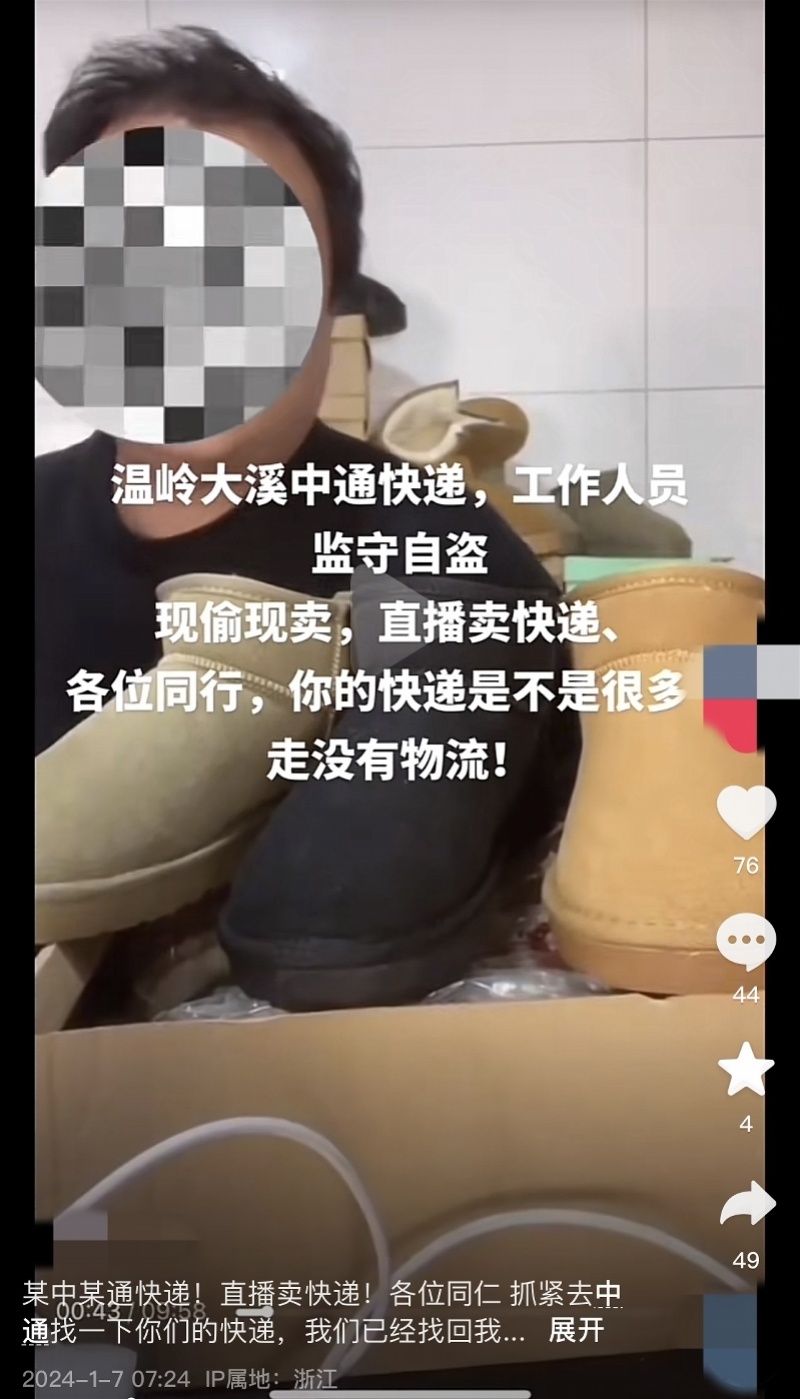 温岭大溪中通快递，工作人员
监守自盗
现偷现卖，直播卖快递、
各位同行，你的快递是不是很多
走没有物流！
76
44
4
49
某中某通快递！直播卖快递！各位同仁 抓紧去中
00:43 / 09:58
通找一下你们的快递，我们已经找回我... 展开
2024-1-7 07:24 IP属地：浙江